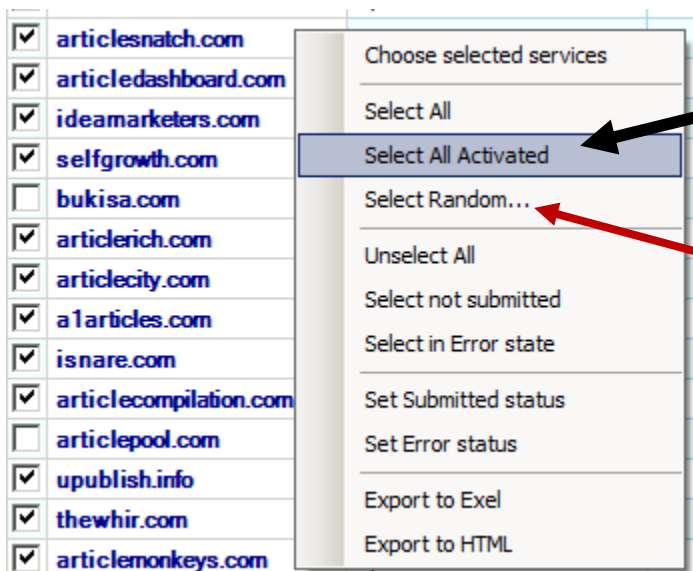 articlesnatch.com
articledashboard.com
ideamarketers.com
selfgrowth.com
bukisa.com
articlerich.com
articlecity.com
a1articles.com
isnare.com
articlecompilation.com
articlepool.com
upublish.info
thewhir.com
articlemonkeys.com
Choose selected services
Select All
Select All Activated
Select Random...
Unselect All
Select not submitted
Select in Error state
Set Submitted status
Set Error status
Export to Exel
Export to HTML